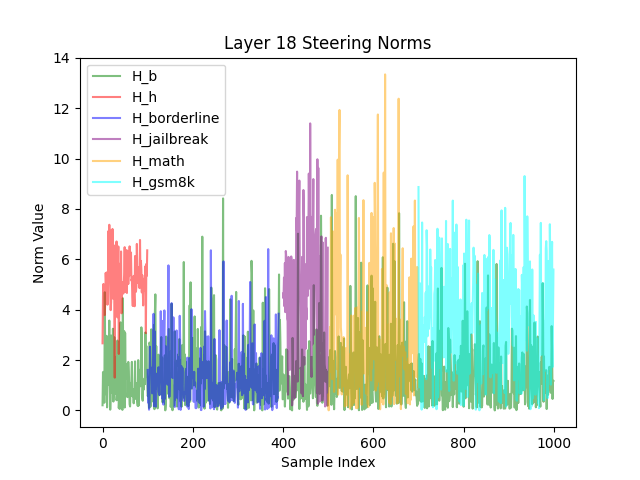 Layer 18 Steering Norms
14
12
10
8
6
4
2
0
Norm Value
H_b
H_h
H_borderline
H_jailbreak
H_math
H_gsm8k
0
200
400
600
800
1000
Sample Index